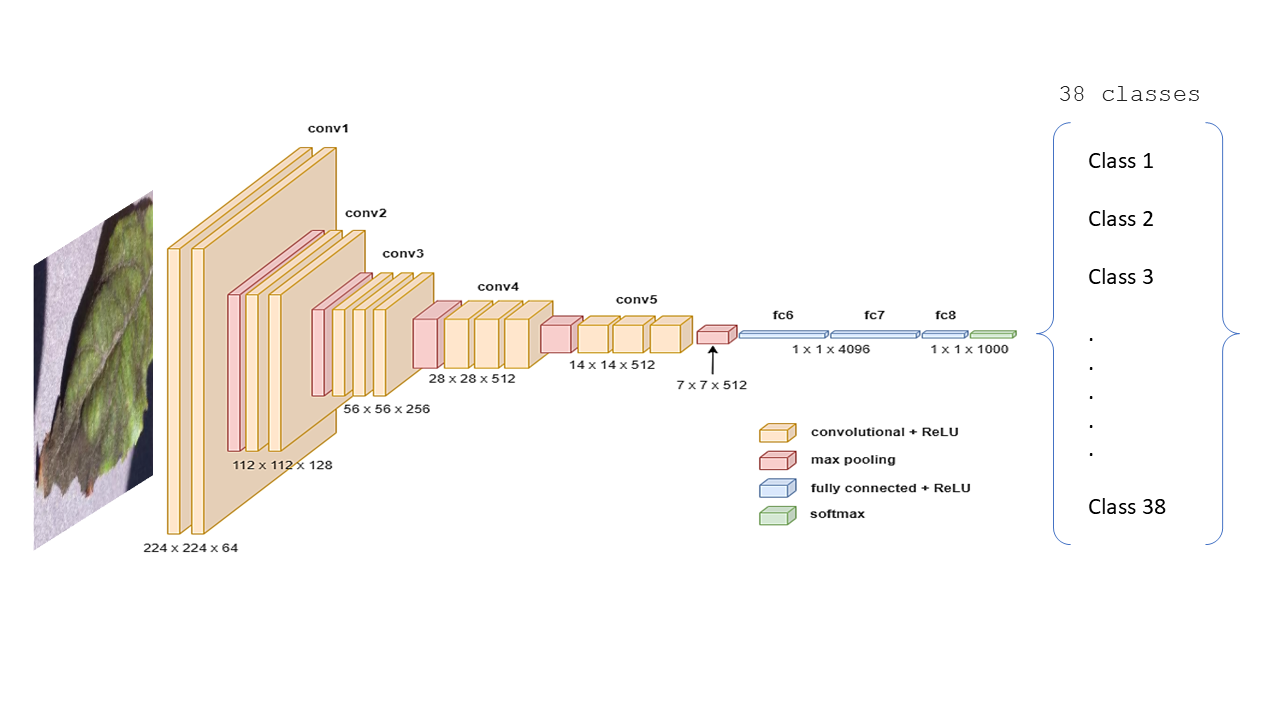 38 classes
conv1
conv2
conv3
conv4
conv5
fc6
fc7
fc8
1 x 1 x 4096
1 x 1 x 1000
14 x 14 x 512
28 x 28 x 512
7 x 7 x 512
56 x 56 x 256
112 x 112 x 128
224 x 224 x 64
convolutional + ReLU
max pooling
fully connected + ReLU
softmax
Class 1
Class 2
Class 3
.
.
.
.
.
Class 38